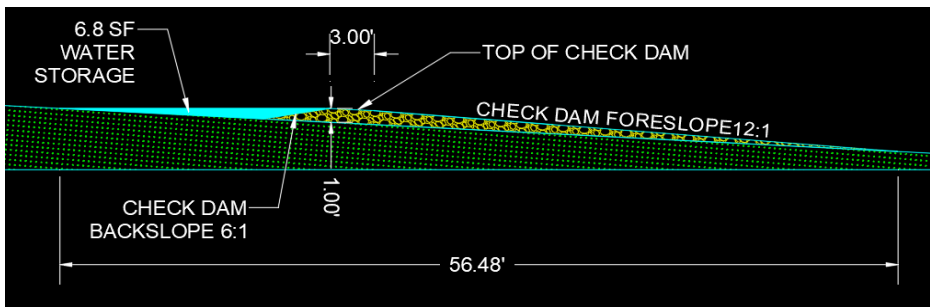 6.8 SF
WATER
STORAGE
3.00'
TOP OF CHECK DAM
CHECK DAM FORESLOPE12:1
1.00'
CHECK DAM
BACKSLOPE 6:1
56.48'